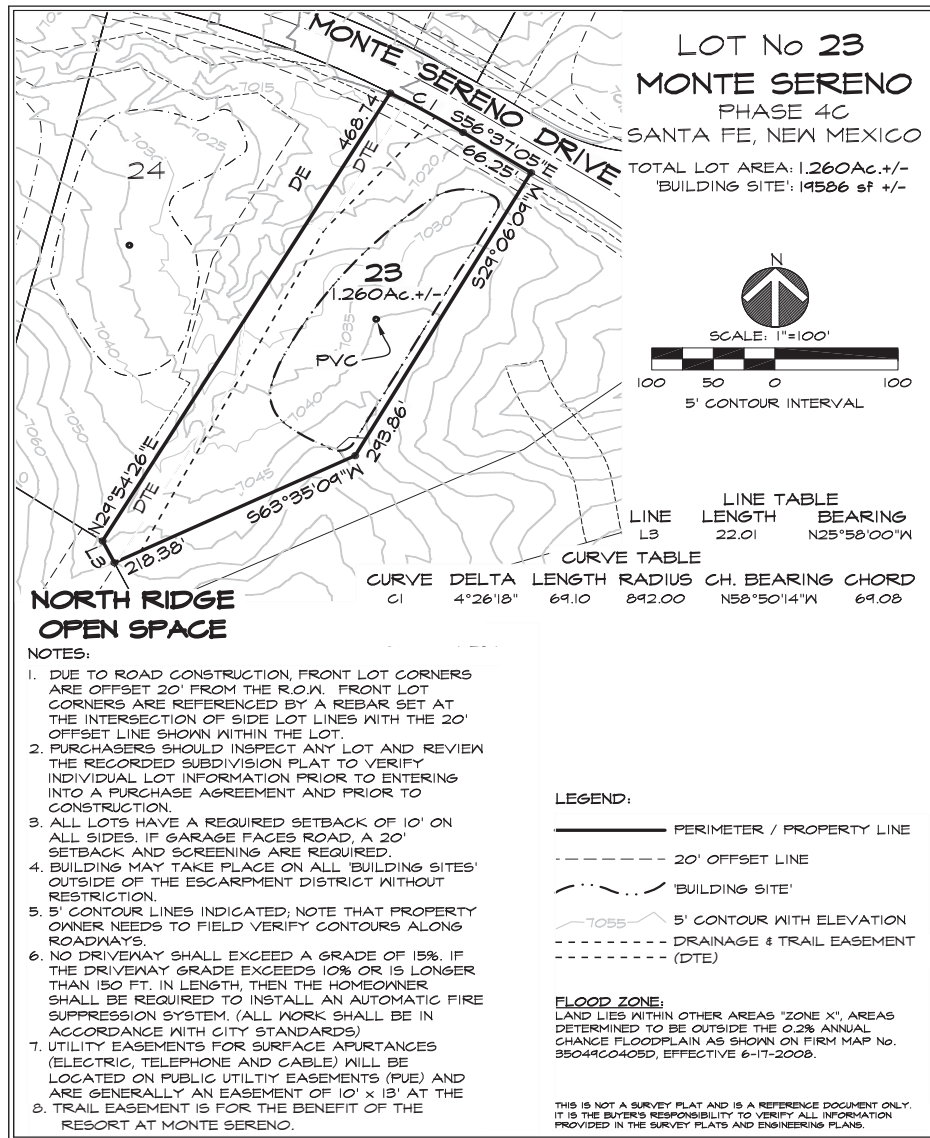 MONTE SERENO DRIVE
LOT No 23
MONTE SERENO
PHASE 4C
SANTA FE, NEW MEXICO
TOTAL LOT AREA: 1.260Ac.+/-
'BUILDING SITE': 19586 sf +/-
7015
468.74
C1
S56°37'05"E
66.25'
DE
DTE
7020
7025
24
7030
S29°06'09"W
23
1.260Ac.+/-
7035
PVC
7040
7040
293.86'
7050
7060
7045
N29°54'26"E
DTE
S63°35'09"W
L3
218.38'
N
SCALE: 1"=100'
100 50 0 100
5' CONTOUR INTERVAL
LINE TABLE
LINE LENGTH BEARING
L3 22.01 N25°58'00"W
CURVE TABLE
CURVE DELTA LENGTH RADIUS CH. BEARING CHORD
C1 4°26'18" 69.10 892.00 N58°50'14"W 69.08
NORTH RIDGE
OPEN SPACE
NOTES:
1. DUE TO ROAD CONSTRUCTION, FRONT LOT CORNERS
ARE OFFSET 20' FROM THE R.O.W. FRONT LOT
CORNERS ARE REFERENCED BY A REBAR SET AT
THE INTERSECTION OF SIDE LOT LINES WITH THE 20'
OFFSET LINE SHOWN WITHIN THE LOT.
2. PURCHASERS SHOULD INSPECT ANY LOT AND REVIEW
THE RECORDED SUBDIVISION PLAT TO VERIFY
INDIVIDUAL LOT INFORMATION PRIOR TO ENTERING
INTO A PURCHASE AGREEMENT AND PRIOR TO
CONSTRUCTION.
3. ALL LOTS HAVE A REQUIRED SETBACK OF 10' ON
ALL SIDES. IF GARAGE FACES ROAD, A 20'
SETBACK AND SCREENING ARE REQUIRED.
4. BUILDING MAY TAKE PLACE ON ALL 'BUILDING SITES'
OUTSIDE OF THE ESCARPMENT DISTRICT WITHOUT
RESTRICTION.
5. 5' CONTOUR LINES INDICATED; NOTE THAT PROPERTY
OWNER NEEDS TO FIELD VERIFY CONTOURS ALONG
ROADWAYS.
6. NO DRIVEWAY SHALL EXCEED A GRADE OF 15%. IF
THE DRIVEWAY GRADE EXCEEDS 10% OR IS LONGER
THAN 150 FT. IN LENGTH, THEN THE HOMEOWNER
SHALL BE REQUIRED TO INSTALL AN AUTOMATIC FIRE
SUPPRESSION SYSTEM. (ALL WORK SHALL BE IN
ACCORDANCE WITH CITY STANDARDS)
7. UTILITY EASEMENTS FOR SURFACE APURTANCES
(ELECTRIC, TELEPHONE AND CABLE) WILL BE
LOCATED ON PUBLIC UTILTIY EASEMENTS (PUE) AND
ARE GENERALLY AN EASEMENT OF 10' x 13' AT THE
8. TRAIL EASEMENT IS FOR THE BENEFIT OF THE
RESORT AT MONTE SERENO.
LEGEND:
PERIMETER / PROPERTY LINE
20' OFFSET LINE
'BUILDING SITE'
7055 5' CONTOUR WITH ELEVATION
DRAINAGE & TRAIL EASEMENT
(DTE)
FLOOD ZONE:
LAND LIES WITHIN OTHER AREAS "ZONE X", AREAS
DETERMINED TO BE OUTSIDE THE 0.2% ANNUAL
CHANCE FLOODPLAIN AS SHOWN ON FIRM MAP No.
35049C0405D, EFFECTIVE 6-17-2008.
THIS IS NOT A SURVEY PLAT AND IS A REFERENCE DOCUMENT ONLY.
IT IS THE BUYER'S RESPONSIBILITY TO VERIFY ALL INFORMATION
PROVIDED IN THE SURVEY PLATS AND ENGINEERING PLANS.